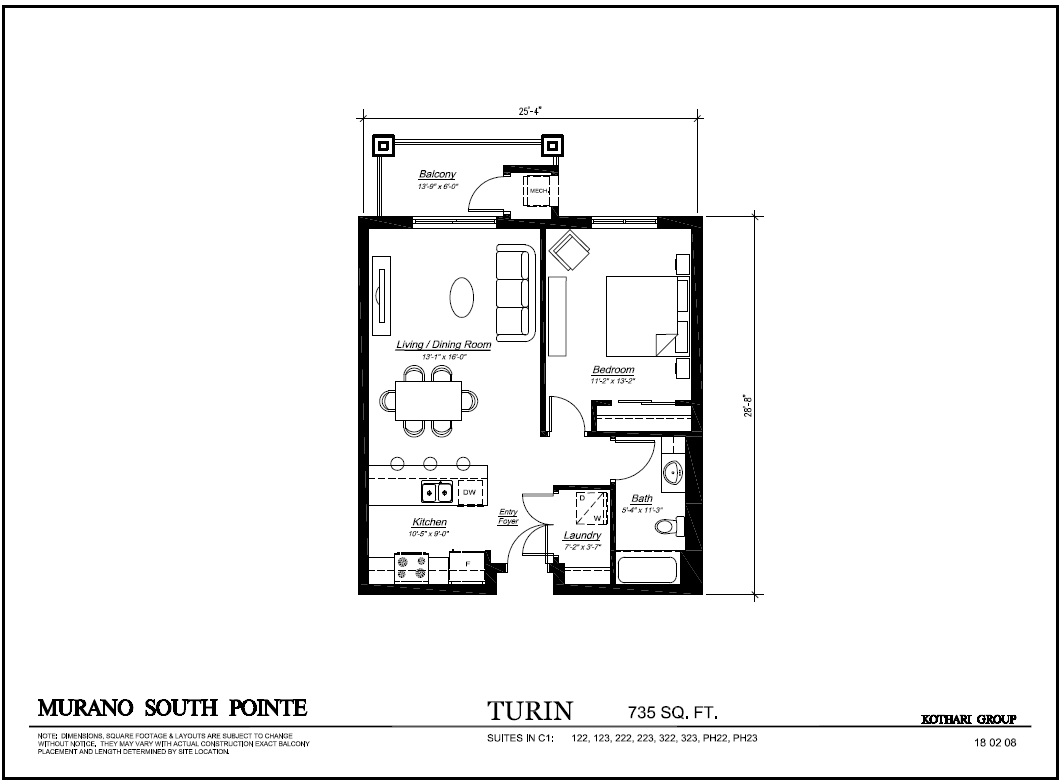 25'-4"
Balcony
13'-9" x 6'-0"
MECH.
Living / Dining Room
13'-1" x 16'-0"
Bedroom
11'-2" x 13'-2"
28'-8"
DW
D
W
Bath
5'-4" x 11'-3"
Entry
Foyer
Kitchen
10'-5" x 9'-0"
Laundry
7'-2" x 3'-7"
F
MURANO SOUTH POINTE
TURIN 735 SQ. FT.
KOTHARI GROUP
NOTE: DIMENSIONS, SQUARE FOOTAGE & LAYOUTS ARE SUBJECT TO CHANGE
WITHOUT NOTICE. THEY MAY VARY WITH ACTUAL CONSTRUCTION EXACT BALCONY
PLACEMENT AND LENGTH DETERMINED BY SITE LOCATION.
SUITES IN C1: 122, 123, 222, 223, 322, 323, PH22, PH23
18 02 08